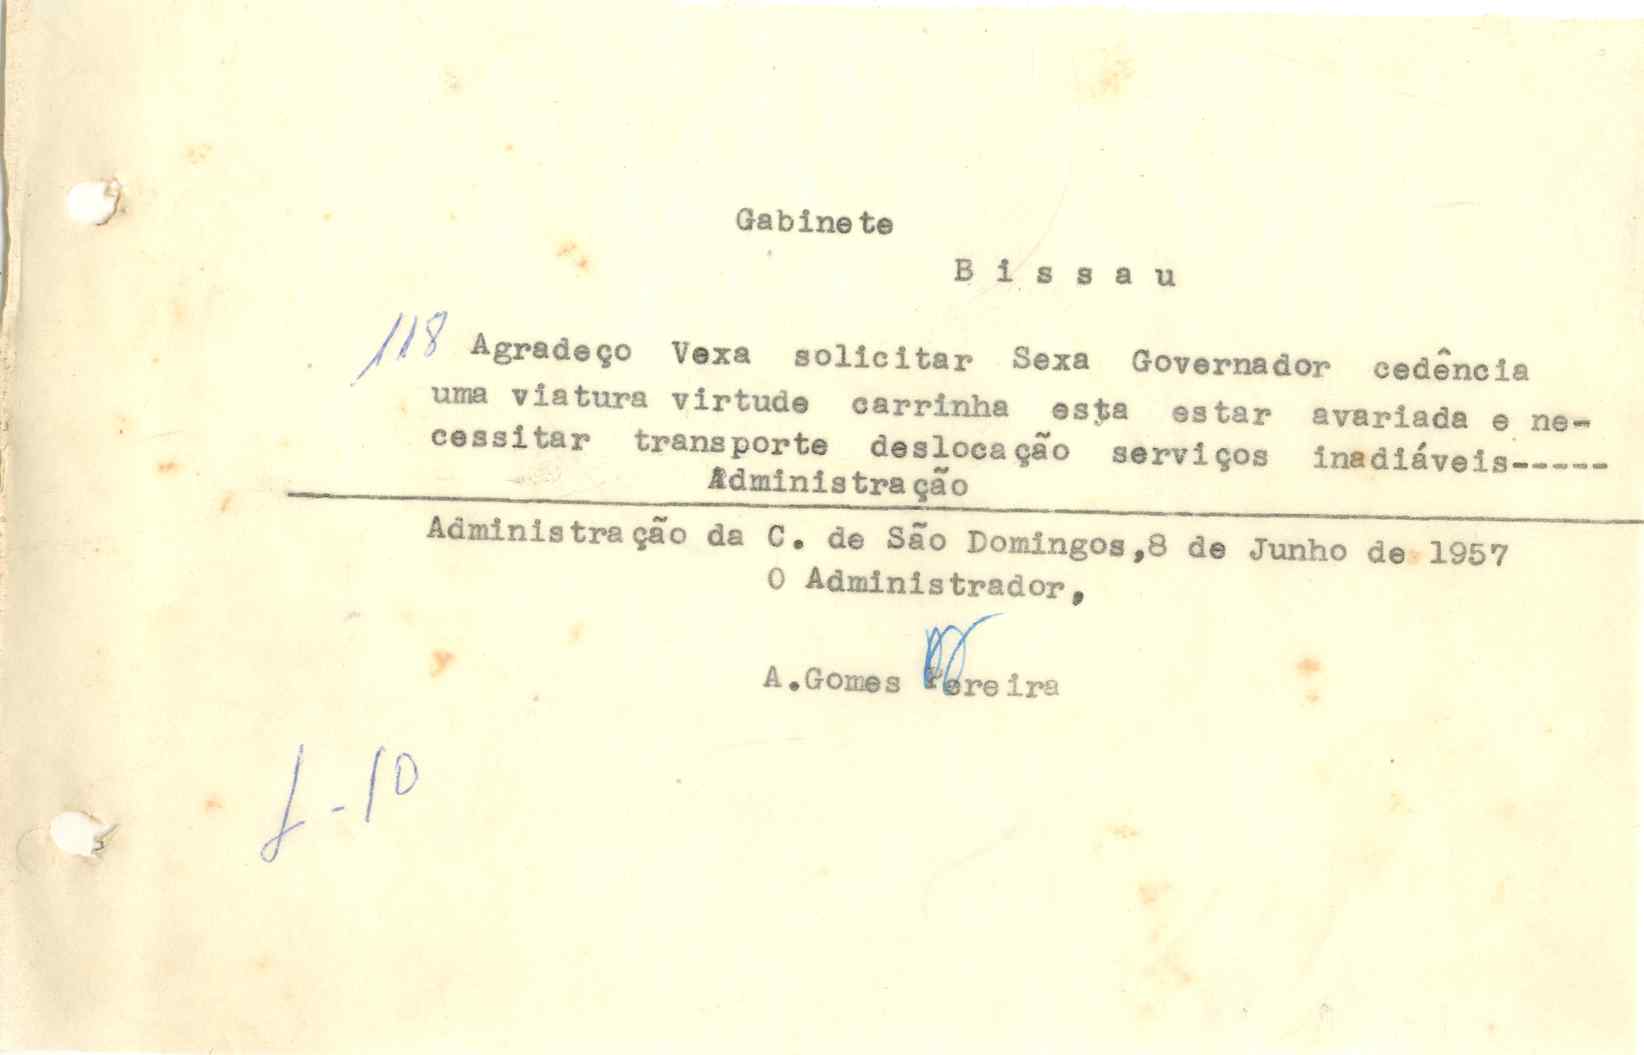 Gabinete
B i s s a u
118 Agradeço Vexa solicitar Sexa Governador cedência
uma viatura virtude carrinha esta estar avariada e ne-
cessitar transporte deslocação serviços inadiáveis-----
Administração
Administração da C. de São Domingos,8 de Junho de 1957
O Administrador,
A.Gomes Pereira
-10